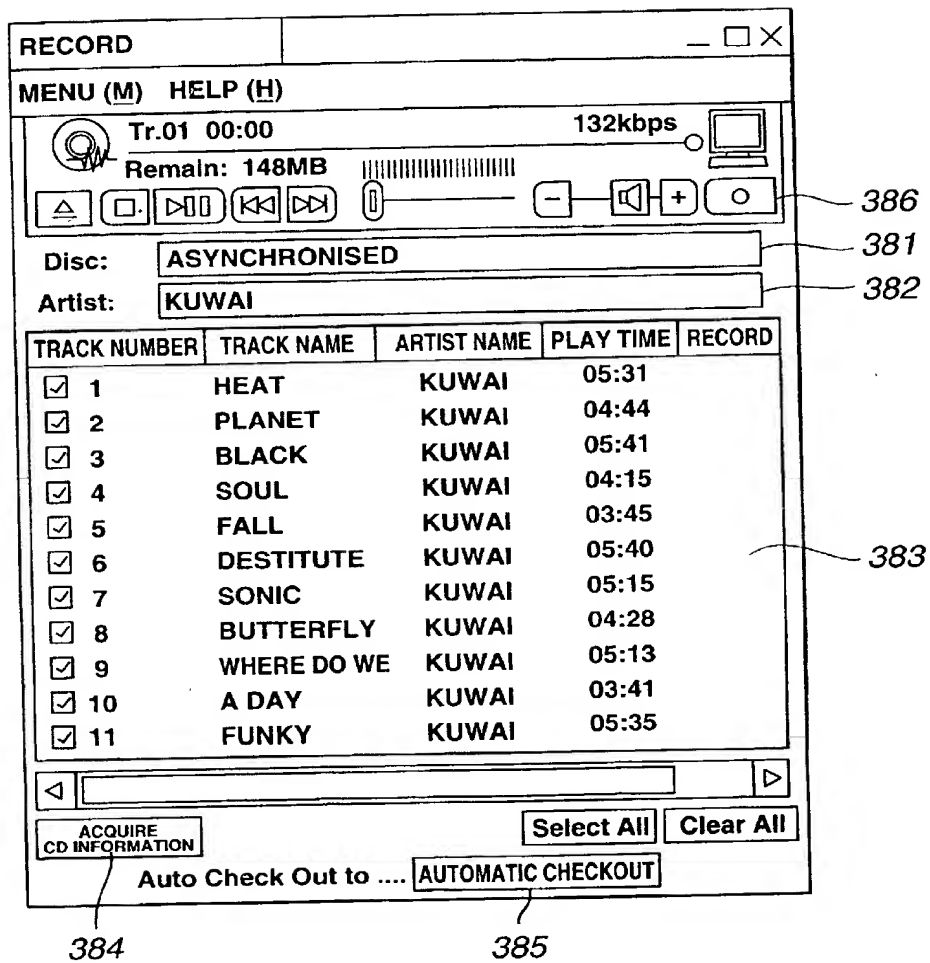 RECORD
MENU (M) HELP (H)
Tr.01 00:00 132kbps
Remain: 148MB
386
Disc: ASYNCHRONISED 381
Artist: KUWAI 382
TRACK NUMBER TRACK NAME ARTIST NAME PLAY TIME RECORD
1 HEAT KUWAI 05:31
2 PLANET KUWAI 04:44
3 BLACK KUWAI 05:41
4 SOUL KUWAI 04:15
5 FALL KUWAI 03:45
6 DESTITUTE KUWAI 05:40 383
7 SONIC KUWAI 05:15
8 BUTTERFLY KUWAI 04:28
9 WHERE DO WE KUWAI 05:13
10 A DAY KUWAI 03:41
11 FUNKY KUWAI 05:35
ACQUIRE
CD INFORMATION
Select All Clear All
Auto Check Out to .... AUTOMATIC CHECKOUT
384 385